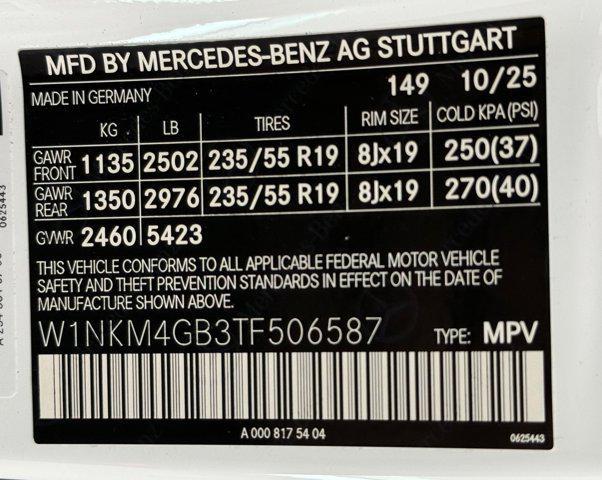 MFD BY MERCEDES-BENZ AG STUTTGART
MADE IN GERMANY 149 10/25
KG LB TIRES RIM SIZE COLD KPA (PSI)
GAWR FRONT 1135 2502 235/55 R19 8Jx19 250(37)
GAWR REAR 1350 2976 235/55 R19 8Jx19 270(40)
GVWR 2460 5423
THIS VEHICLE CONFORMS TO ALL APPLICABLE FEDERAL MOTOR VEHICLE
SAFETY AND THEFT PREVENTION STANDARDS IN EFFECT ON THE DATE OF
MANUFACTURE SHOWN ABOVE.
W1NKM4GB3TF506587 TYPE: MPV
A 000 817 54 04 0625443
0625443